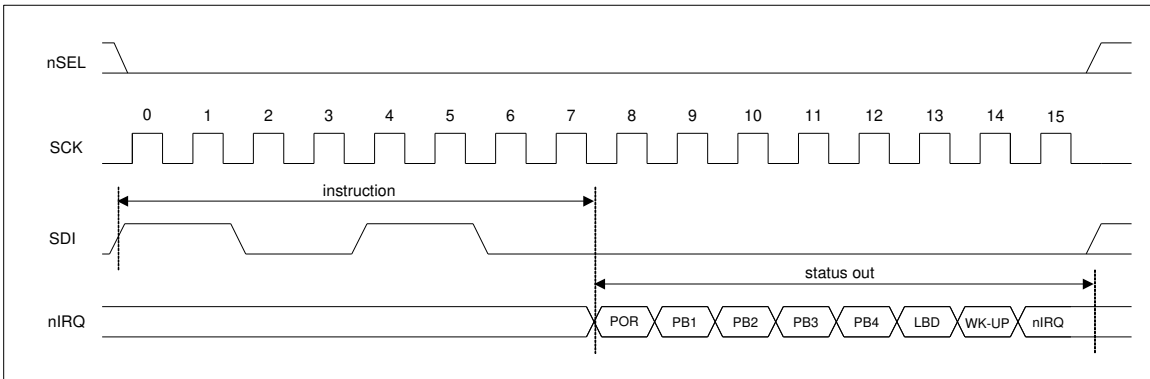 nSEL
0 1 2 3 4 5 6 7 8 9 10 11 12 13 14 15
SCK
instruction
SDI
status out
nIRQ POR PB1 PB2 PB3 PB4 LBD WK-UP nIRQ